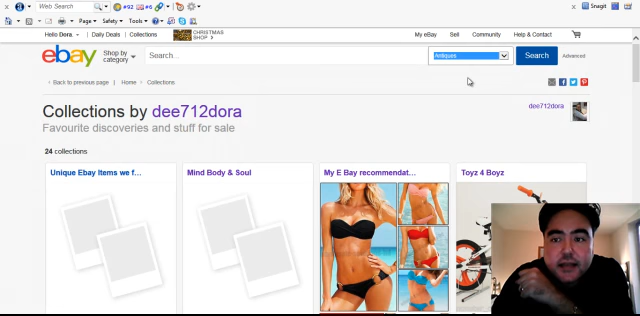 Web Search
#92
#6
Snagit
Page
Safety
Tools
Hello Dora.
Daily Deals
Collections
CHRISTMAS
SHOP >
My eBay
Sell
Community
Help & Contact
ebay
Shop by
category
Search...
Antiques
Search
Advanced
Back to previous page
Home
Collections
dee712dora
Collections by dee712dora
Favourite discoveries and stuff for sale
24 collections
Unique Ebay Items we f...
Mind Body & Soul
My E Bay recommendat...
Toyz 4 Boyz